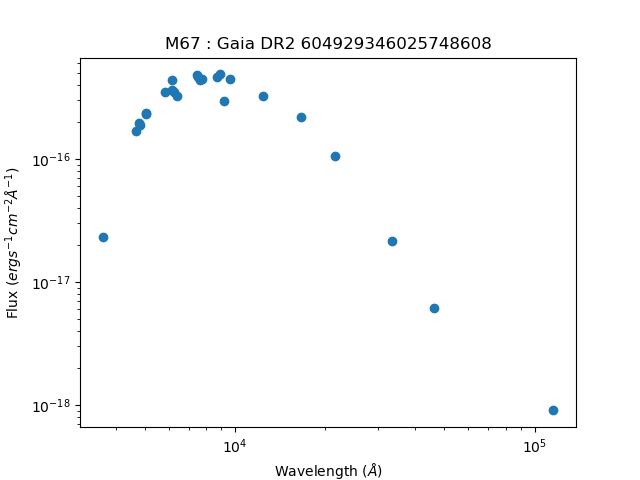 M67 : Gaia DR2 604929346025748608
Flux (ergs⁻¹cm⁻²Å⁻¹)
10⁻¹⁶
10⁻¹⁷
10⁻¹⁸
10⁴
10⁵
Wavelength (Å)